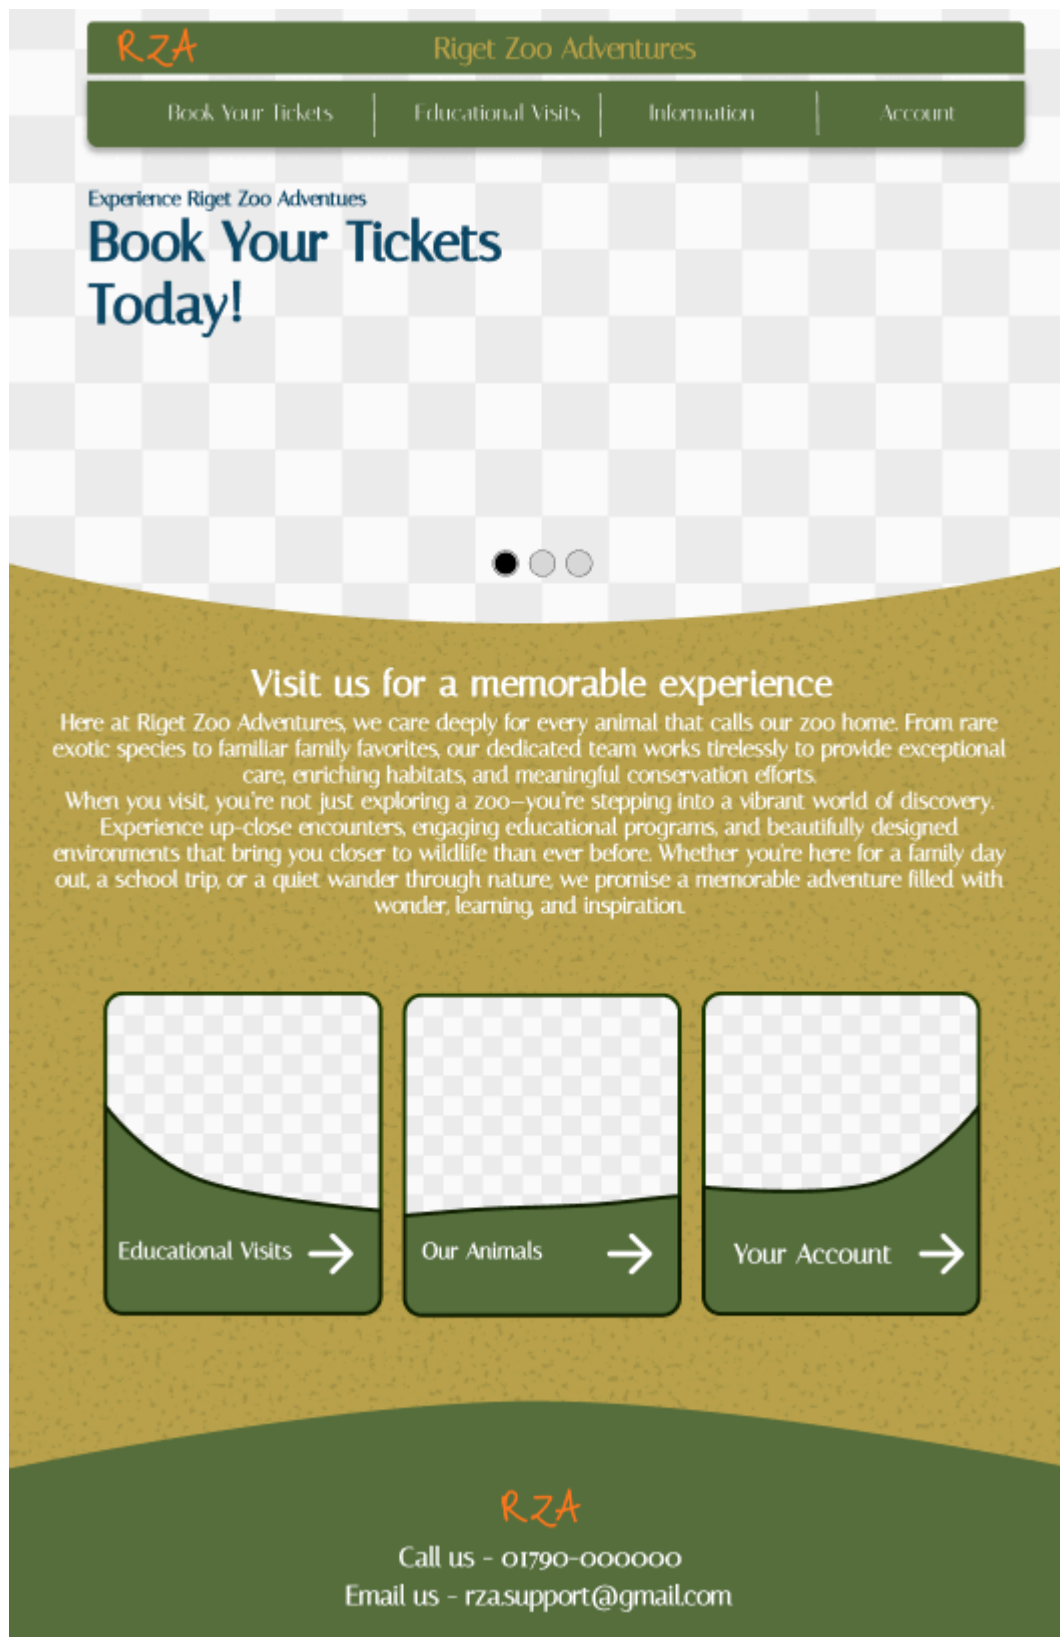 RZA
Riget Zoo Adventures
Book Your Tickets
Educational Visits
Information
Account
Experience Riget Zoo Adventues
Book Your Tickets
Today!
Visit us for a memorable experience
Here at Riget Zoo Adventures, we care deeply for every animal that calls our zoo home. From rare
exotic species to familiar family favorites, our dedicated team works tirelessly to provide exceptional
care, enriching habitats, and meaningful conservation efforts.
When you visit, you're not just exploring a zoo—you're stepping into a vibrant world of discovery.
Experience up-close encounters, engaging educational programs, and beautifully designed
environments that bring you closer to wildlife than ever before. Whether you're here for a family day
out, a school trip, or a quiet wander through nature, we promise a memorable adventure filled with
wonder, learning, and inspiration.
Educational Visits
Our Animals
Your Account
RZA
Call us - 01790-000000
Email us - rza.support@gmail.com